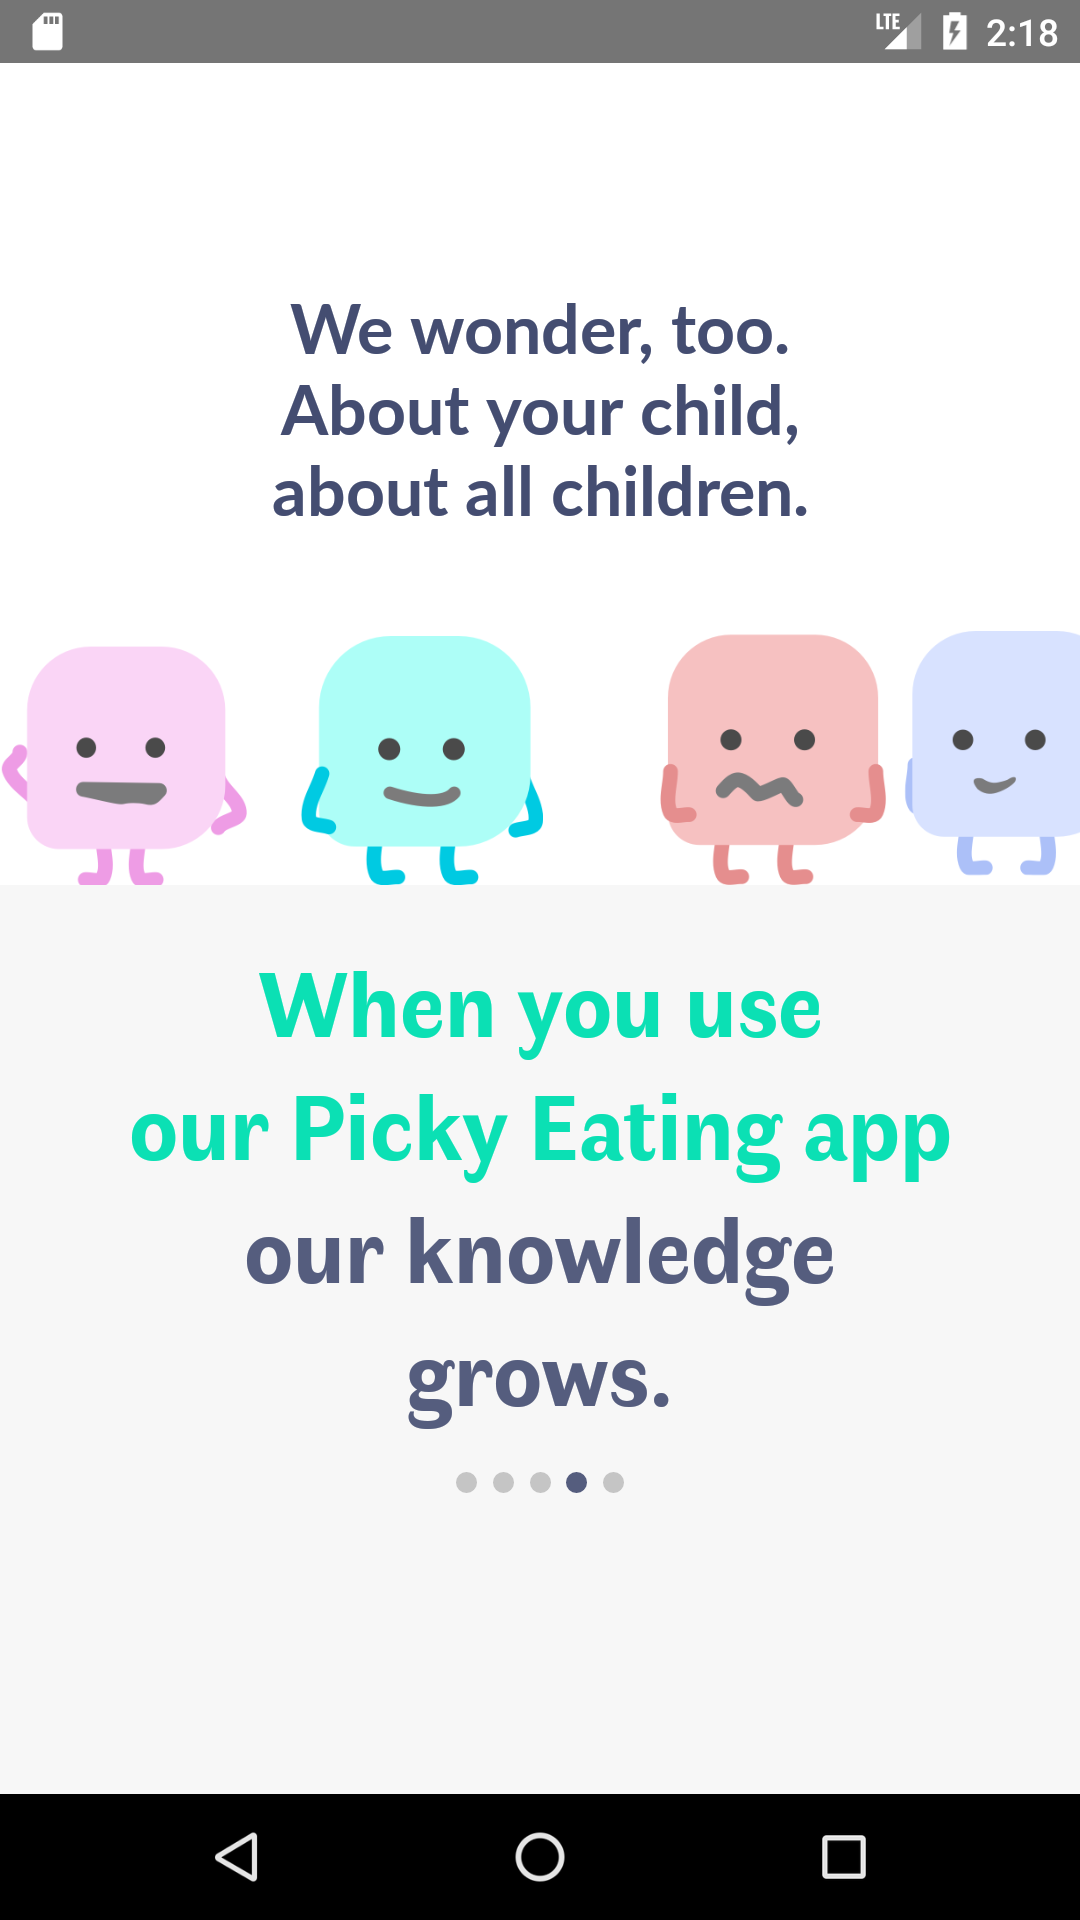 LTE 2:18
We wonder, too.
About your child,
about all children.
When you use
our Picky Eating app
our knowledge
grows.